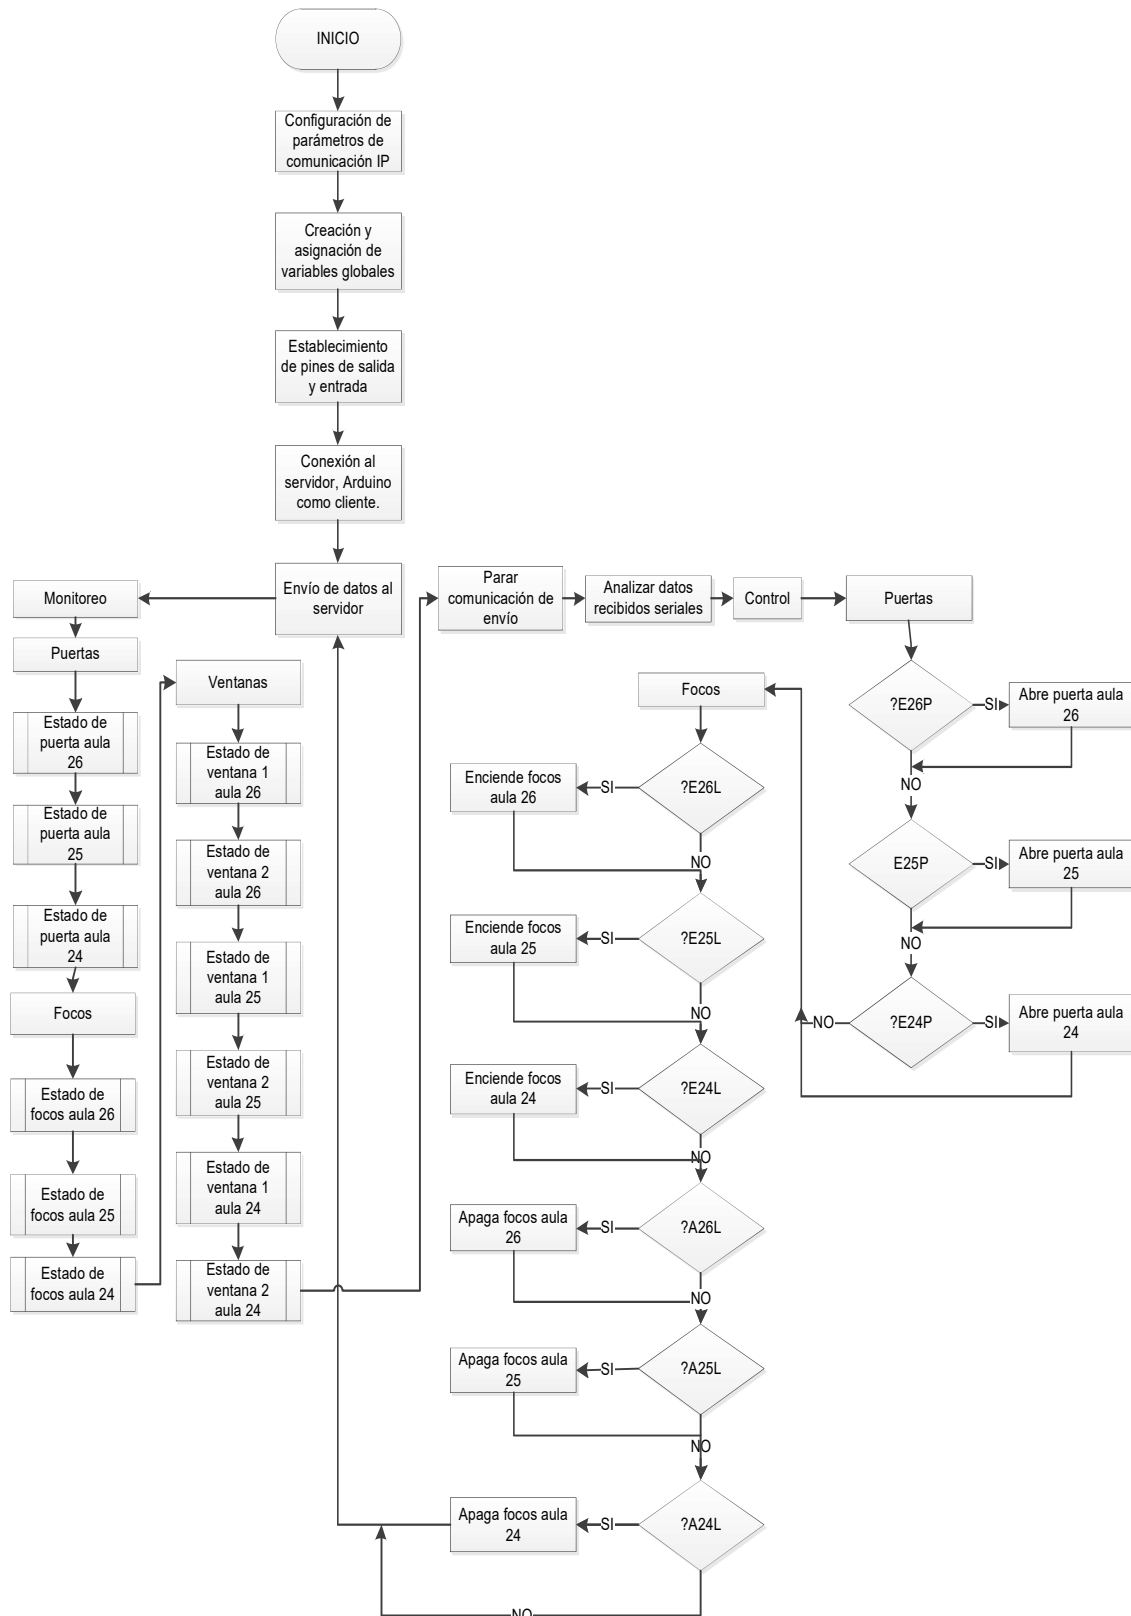 INICIO
Configuración de
parámetros de
comunicación IP
Creación y
asignación de
variables globales
Establecimiento
de pines de salida
y entrada
Conexión al
servidor, Arduino
como cliente.
Envío de datos al
servidor
Monitoreo
Puertas
Estado de
puerta aula
26
Estado de
puerta aula
25
Estado de
puerta aula
24
Focos
Estado de
focos aula 26
Estado de
focos aula 25
Estado de
focos aula 24
Ventanas
Estado de
ventana 1
aula 26
Estado de
ventana 2
aula 26
Estado de
ventana 1
aula 25
Estado de
ventana 2
aula 25
Estado de
ventana 1
aula 24
Estado de
ventana 2
aula 24
Parar
comunicación de
envío
Analizar datos
recibidos seriales
Control
Puertas
?E26P
SI
Abre puerta aula
26
NO
E25P
SI
Abre puerta aula
25
NO
?E24P
SI
Abre puerta aula
24
NO
Focos
?E26L
SI
Enciende focos
aula 26
NO
?E25L
SI
Enciende focos
aula 25
NO
?E24L
SI
Enciende focos
aula 24
NO
?A26L
SI
Apaga focos aula
26
NO
?A25L
SI
Apaga focos aula
25
NO
?A24L
SI
Apaga focos aula
24
NO